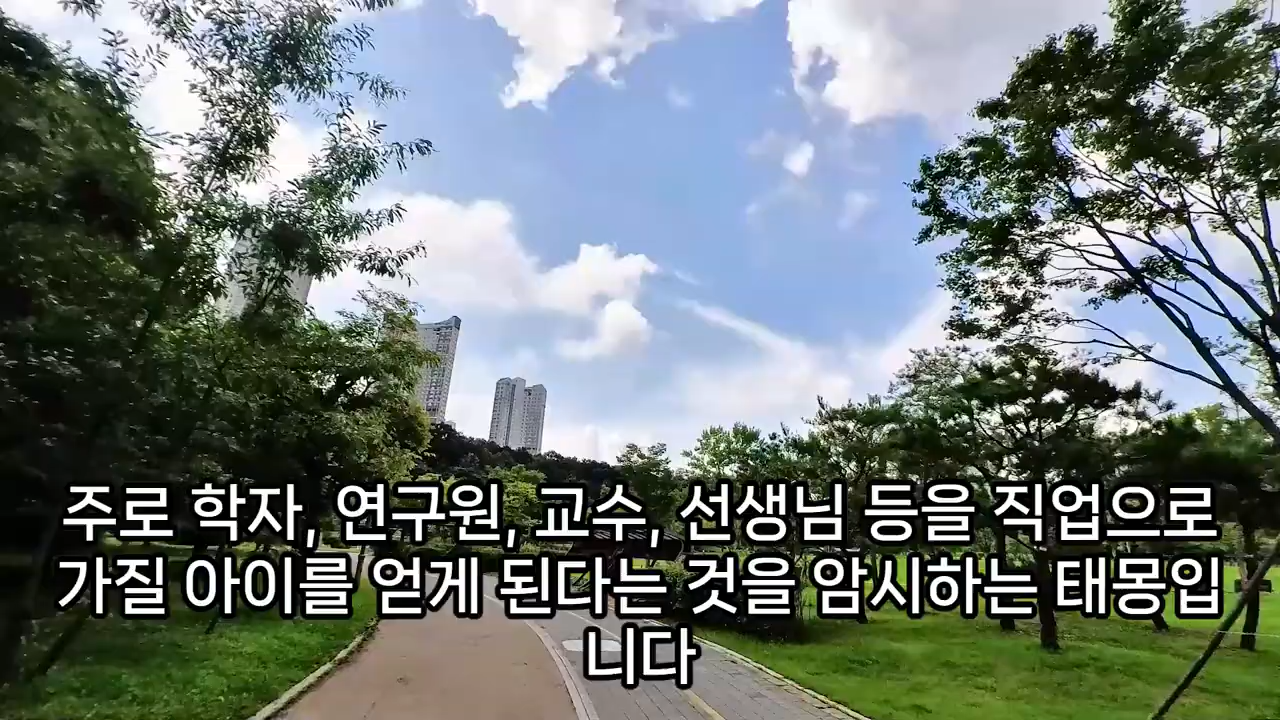 주로 학자, 연구원, 교수, 선생님 등을 직업으로
가질 아이를 얻게 된다는 것을 암시하는 태몽입
니다